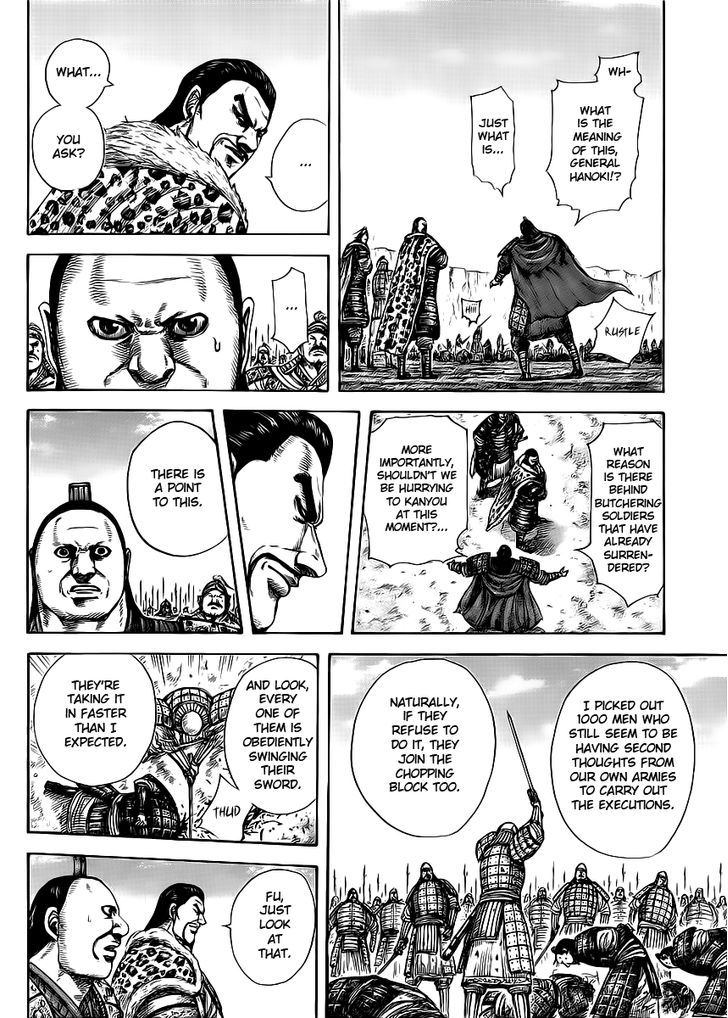 WH-
WHAT
IS THE
MEANING
OF THIS,
GENERAL
HANOKI!?
JUST
WHAT
IS...
RUSTLE
...
WHAT...
YOU
ASK?
...
WHAT
REASON
IS THERE
BEHIND
BUTCHERING
SOLDIERS
THAT HAVE
ALREADY
SURREN-
DERED?
MORE
IMPORTANTLY,
SHOULDN'T WE
BE HURRYING
TO KANYOU
AT THIS
MOMENT?...
THERE IS
A POINT
TO THIS.
I PICKED OUT
1000 MEN WHO
STILL SEEM TO BE
HAVING SECOND
THOUGHTS FROM
OUR OWN ARMIES
TO CARRY OUT
THE EXECUTIONS.
NATURALLY,
IF THEY
REFUSE TO
DO IT, THEY
JOIN THE
CHOPPING
BLOCK TOO.
AND LOOK,
EVERY
ONE OF
THEM IS
OBEDIENTLY
SWINGING
THEIR
SWORD.
THUD
THEY'RE
TAKING IT
IN FASTER
THAN I
EXPECTED.
FU,
JUST
LOOK
AT
THAT.